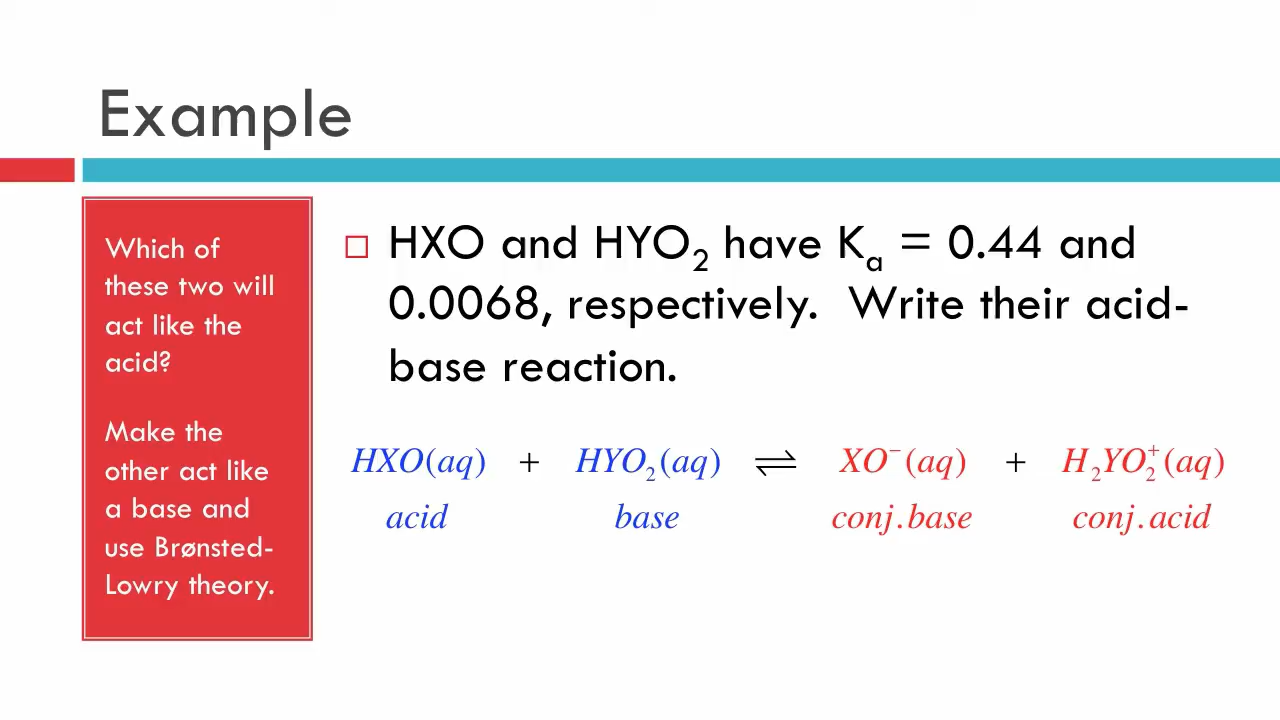 Example
Which of
these two will
act like the
acid?
Make the
other act like
a base and
use Brønsted-
Lowry theory.
HXO and HYO₂ have Kₐ = 0.44 and
0.0068, respectively. Write their acid-
base reaction.
HXO(aq) + HYO₂(aq) ⇌ XO⁻(aq) + H₂YO₂⁺(aq)
acid base conj.base conj.acid